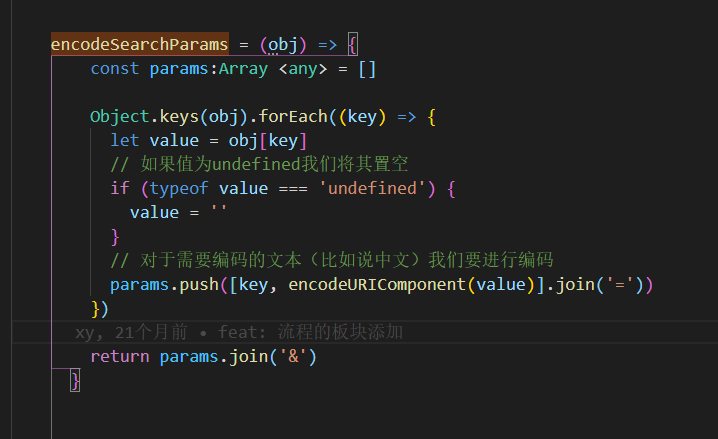 encodeSearchParams = (obj) => {
const params:Array <any> = []
Object.keys(obj).forEach((key) => {
let value = obj[key]
// 如果值为undefined我们将其置空
if (typeof value === 'undefined') {
value = ''
}
// 对于需要编码的文本（比如说中文）我们要进行编码
params.push([key, encodeURIComponent(value)].join('='))
})
xy, 21个月前 • feat: 流程的板块添加
return params.join('&')
}